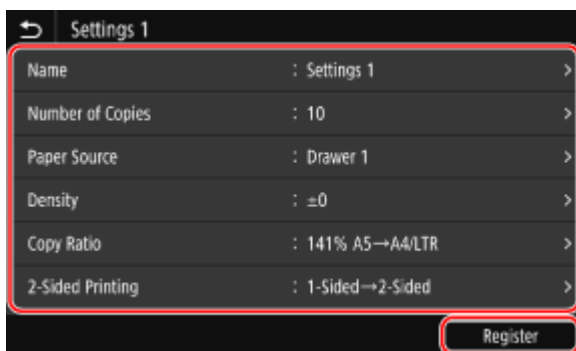 Settings 1
Name : Settings 1
Number of Copies : 10
Paper Source : Drawer 1
Density : ±0
Copy Ratio : 141% A5→A4/LTR
2-Sided Printing : 1-Sided→2-Sided
Register